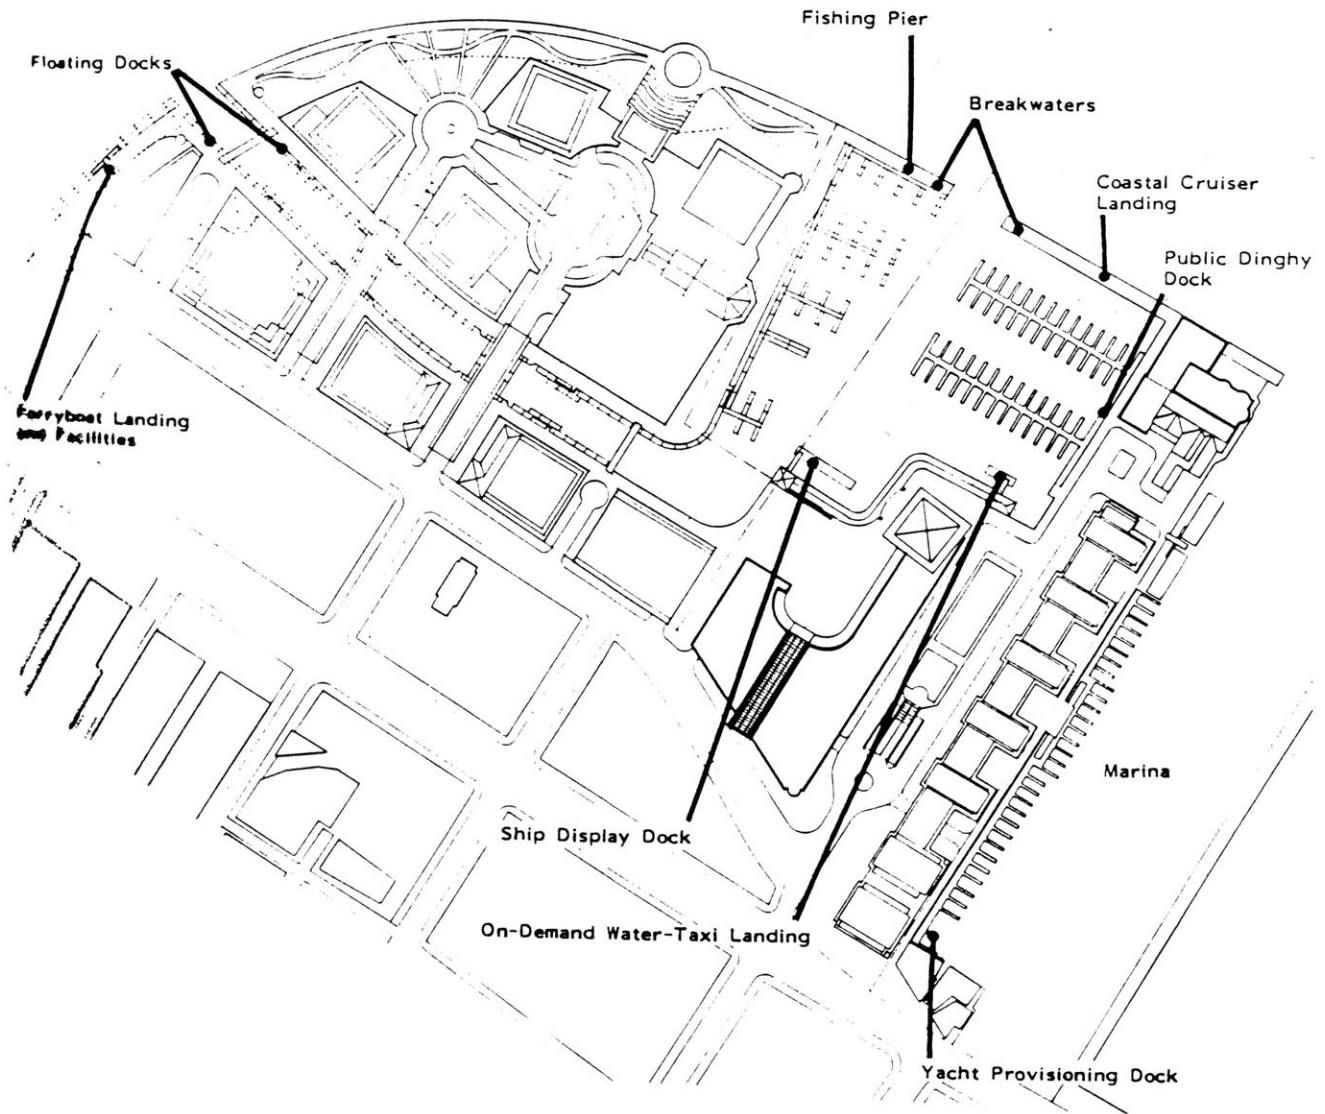 Fishing Pier
Floating Docks
Breakwaters
Coastal Cruiser
Landing
Public Dinghy
Dock
Ferryboat Landing
and Facilities
Marina
Ship Display Dock
On-Demand Water-Taxi Landing
Yacht Provisioning Dock